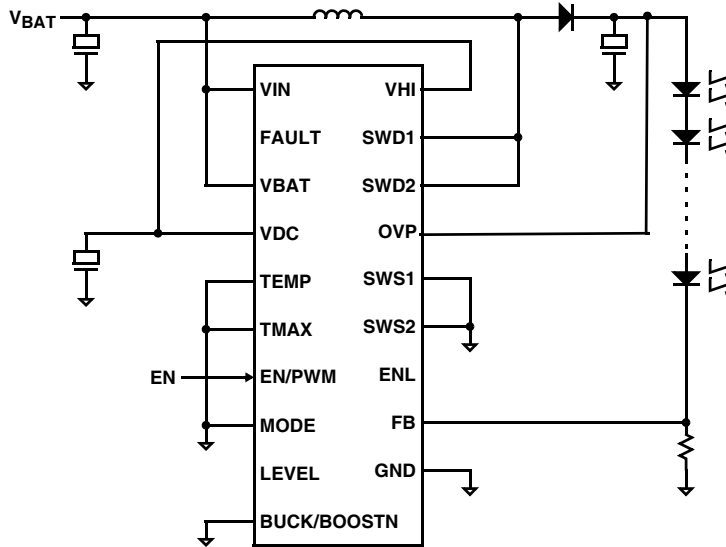 VBAT
VIN VHI
FAULT SWD1
VBAT SWD2
VDC OVP
TEMP SWS1
TMAX SWS2
EN EN/PWM ENL
MODE FB
LEVEL GND
BUCK/BOOSTN